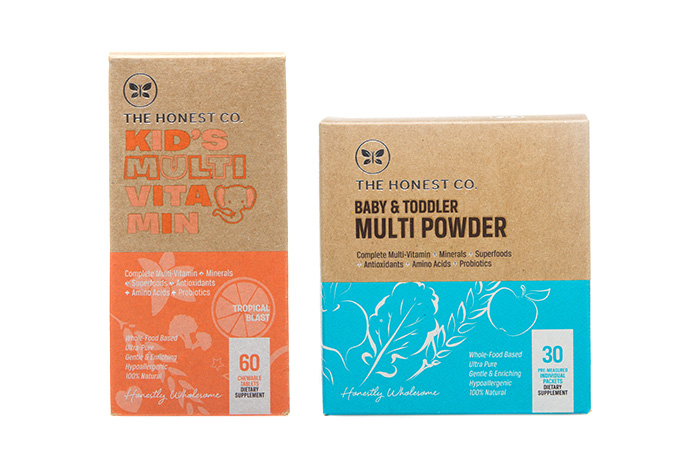 THE HONEST CO.
KID'S
MULTI
VITA
MIN
Complete Multi-Vitamin + Minerals
+ Superfoods + Antioxidants
+ Amino Acids + Probiotics
TROPICAL
BLAST
Whole-Food Based
Ultra-Pure
Gentle & Enriching
Hypoallergenic
100% Natural
60
CHEWABLE
TABLETS
DIETARY
SUPPLEMENT
Honestly Wholesome
THE HONEST CO.
BABY & TODDLER
MULTI POWDER
Complete Multi-Vitamin + Minerals + Superfoods
+ Antioxidants + Amino Acids + Probiotics
Whole-Food Based
Ultra Pure
Gentle & Enriching
Hypoallergenic
100% Natural
30
PRE-MEASURED
INDIVIDUAL
PACKETS
DIETARY
SUPPLEMENT
Honestly Wholesome